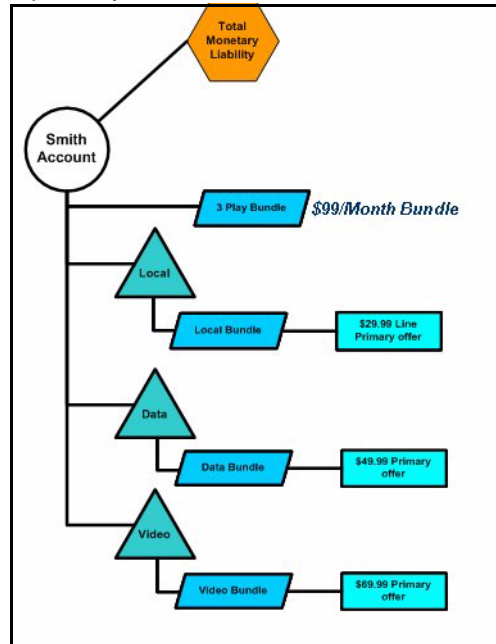 Total
Monetary
Liability
Smith
Account
3 Play Bundle
$99/Month Bundle
Local
Local Bundle
$29.99 Line
Primary offer
Data
Data Bundle
$49.99 Primary
offer
Video
Video Bundle
$69.99 Primary
offer